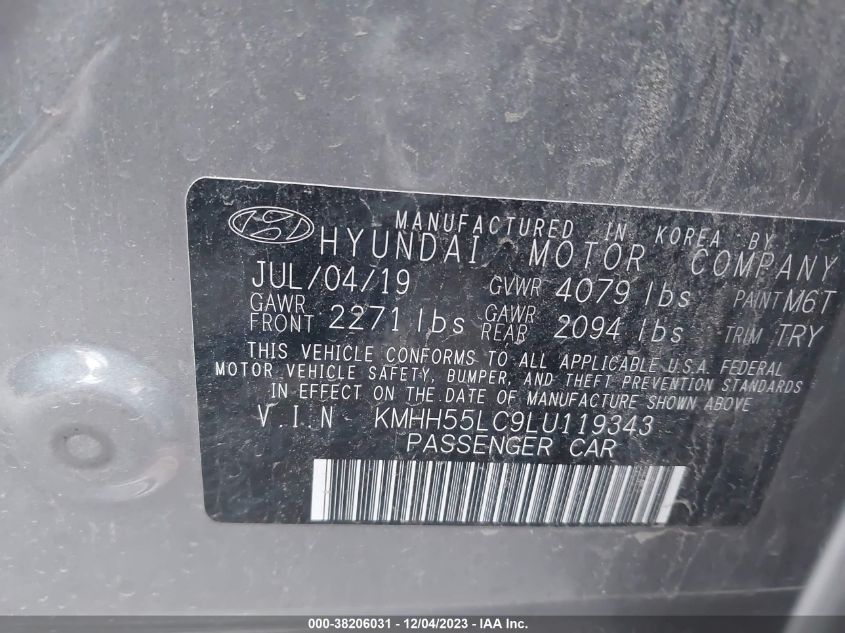 MANUFACTURED IN KOREA BY
HYUNDAI MOTOR COMPANY
JUL/04/19 GVWR 4079 lbs PAINT M6T
GAWR FRONT 2271 lbs GAWR REAR 2094 lbs TRIM TRY
THIS VEHICLE CONFORMS TO ALL APPLICABLE U.S.A. FEDERAL
MOTOR VEHICLE SAFETY, BUMPER, AND THEFT PREVENTION STANDARDS
IN EFFECT ON THE DATE OF MANUFACTURE SHOWN ABOVE
V.I.N - KMHH55LC9LU119343
PASSENGER CAR
000-38206031 - 12/04/2023 - IAA Inc.